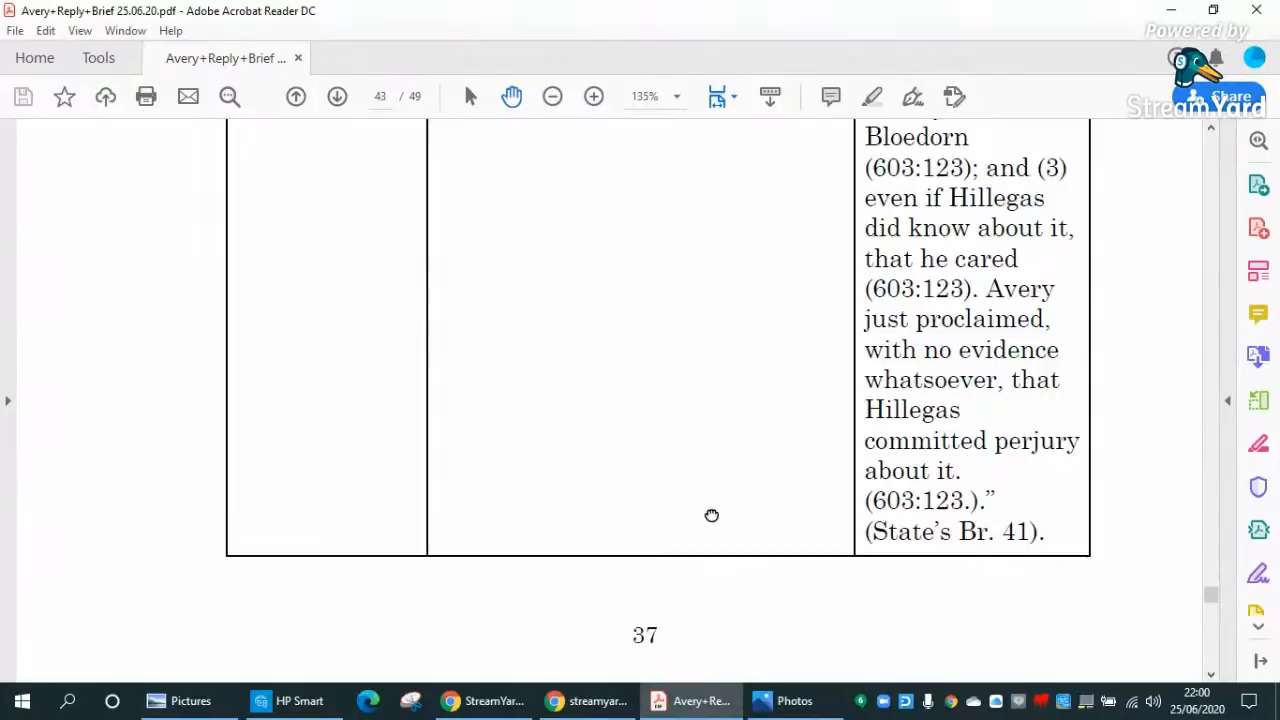 Avery+Reply+Brief 25.06.20.pdf - Adobe Acrobat Reader DC
File Edit View Window Help
Powered by
Home Tools Avery+Reply+Brief ... ×
43 / 49 135% Share
StreamYard
Bloedorn
(603:123); and (3)
even if Hillegas
did know about it,
that he cared
(603:123). Avery
just proclaimed,
with no evidence
whatsoever, that
Hillegas
committed perjury
about it.
(603:123.).”
(State’s Br. 41).
37
Pictures HP Smart StreamYar... streamyar... Avery+Re... Photos
22:00
25/06/2020